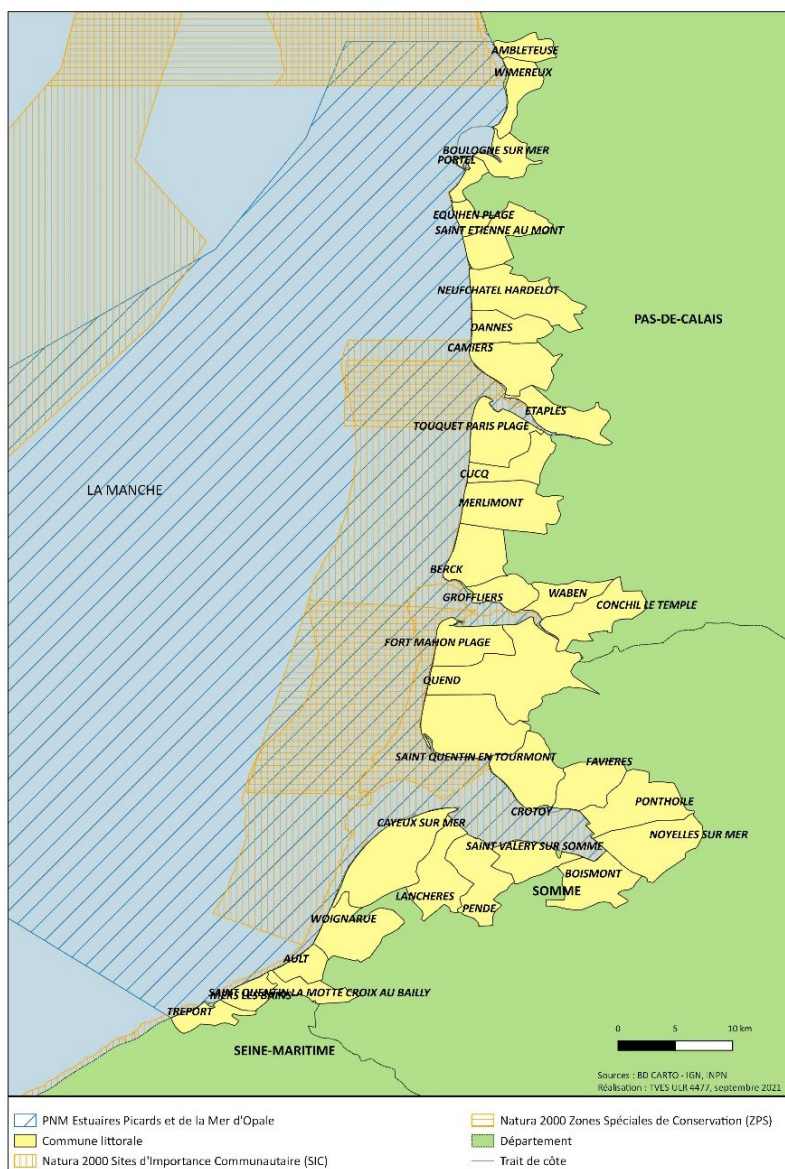 AMBLETEUSE
WIMEREUX
BOULOGNE SUR MER
PORTEL
EQUIHEN PLAGE
SAINT ETIENNE AU MONT
NEUFCHATEL HARDELOT
PAS-DE-CALAIS
DANNES
CAMIERS
ETAPLES
TOUQUET PARIS PLAGE
CUCQ
LA MANCHE
MERLIMONT
BERCK
WABEN
GROFFLIERS
CONCHIL LE TEMPLE
FORT MAHON PLAGE
QUEND
SAINT QUENTIN EN TOURMONT
FAVIERES
PONTHOILE
CROTOY
CAYEUX SUR MER
NOYELLES SUR MER
SAINT VALERY SUR SOMME
BOISMONT
SOMME
LANCHERES
PENDE
WOIGNARUE
AULT
SAINT QUENTIN LA MOTTE CROIX AU BAILLY
MERS LES BAINS
TREPORT
SEINE-MARITIME
0 5 10 km
Sources : BD CARTO - IGN, INPN
Réalisation : TVES ULR 4477, septembre 2021
PNM Estuaires Picards et de la Mer d'Opale
Commune littorale
Natura 2000 Sites d'Importance Communautaire (SIC)
Natura 2000 Zones Spéciales de Conservation (ZPS)
Département
Trait de côte